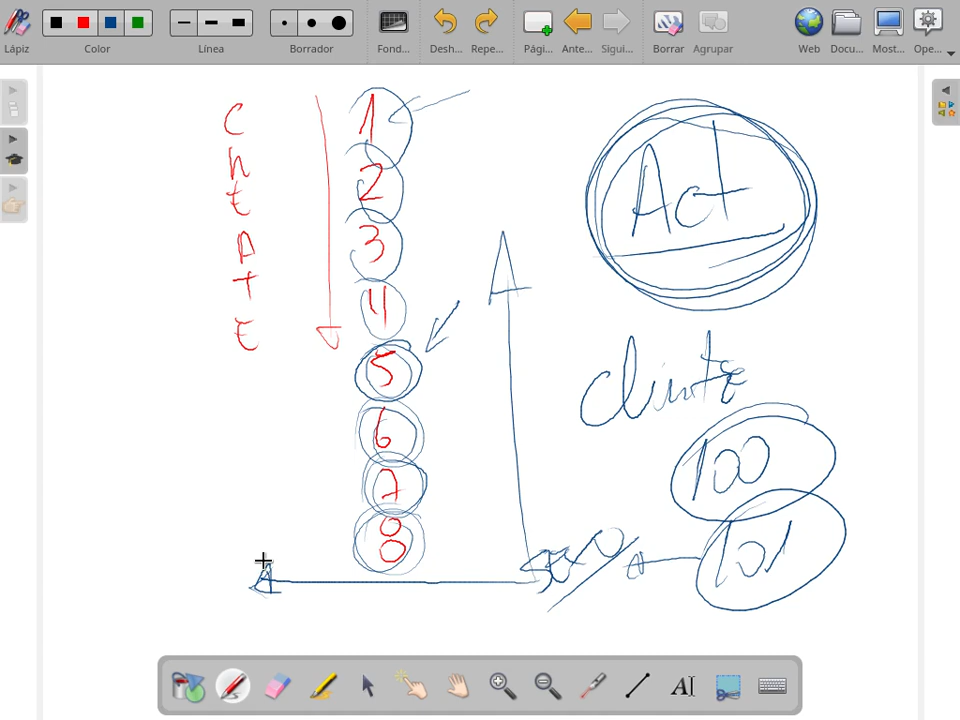 Lápiz
Color
Línea
Borrador
Fond...
Desh...
Repe...
Pági...
Ante...
Sigui...
Borrar
Agrupar
Web
Docu...
Most...
Ope...
C
h
E
A
t
E
1
2
3
4
5
6
7
8
Act
cliente
100
101